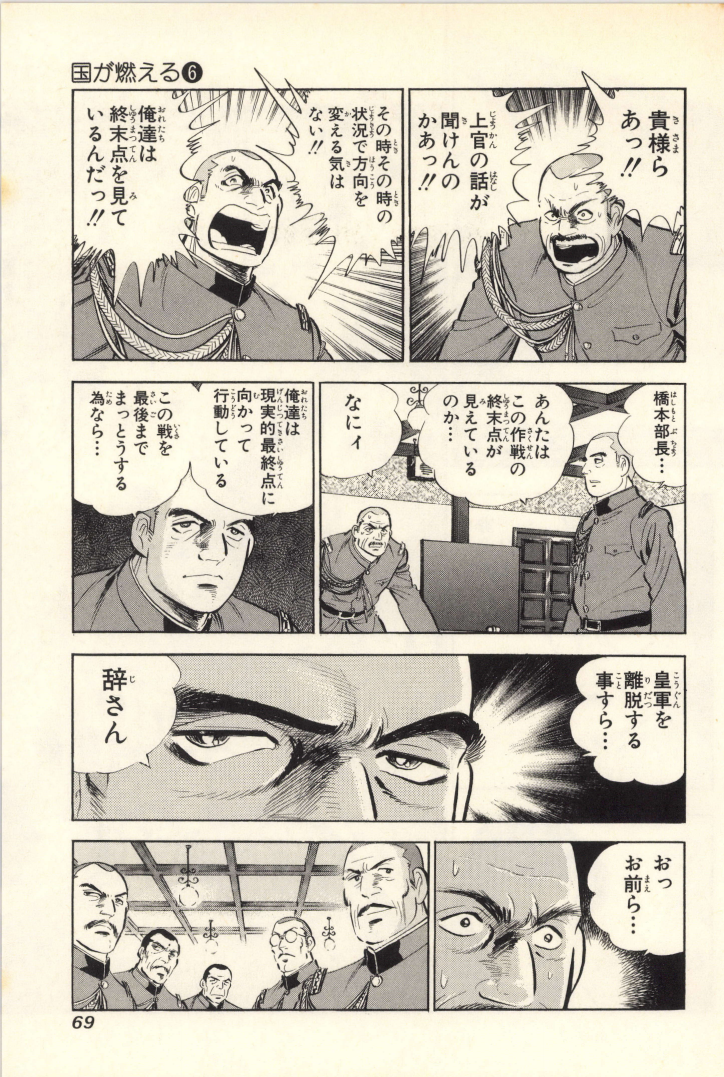 国が燃える❻
貴様ら
あっ!!
上官の話が
聞けんの
かあっ!!
その時その時の
状況で方向を
変える気は
ない!!
俺達は
終末点を見て
いるんだっ!!
橋本部長…
あんたは
この作戦の
終末点が
見えている
のか…
なにィ
俺達は
現実的最終点に
向かって
行動している
この戦を
最後まで
まっとうする
為なら…
皇軍を
離脱する
事すら…
辞さん
おっ
お前ら…
69